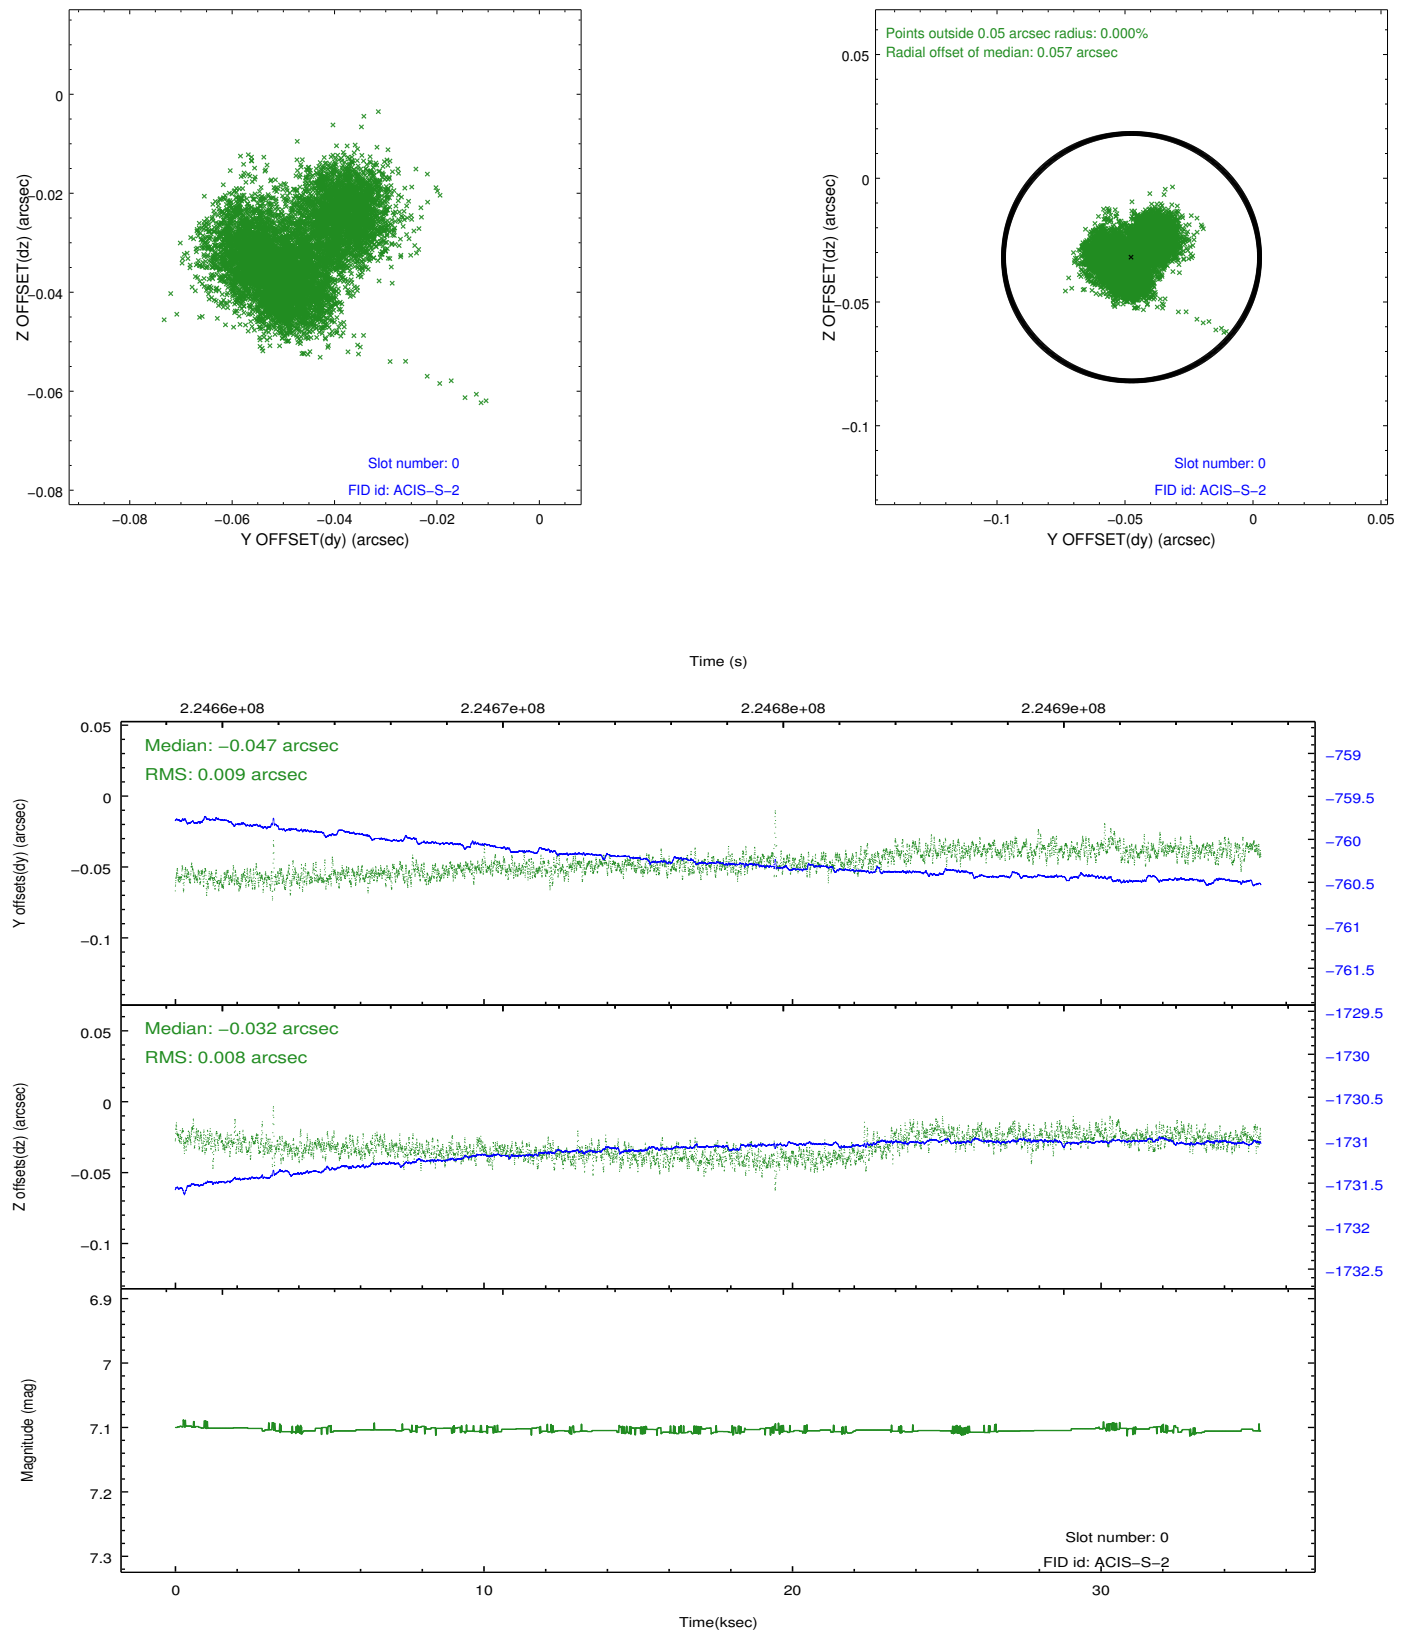 0
−0.02
−0.04
−0.06
−0.08
Z OFFSET(dz) (arcsec)
Slot number: 0
FID id: ACIS−S−2
−0.08
−0.06
−0.04
−0.02
0
Y OFFSET(dy) (arcsec)
Points outside 0.05 arcsec radius: 0.000%
Radial offset of median: 0.057 arcsec
0.05
0
−0.05
−0.1
Z OFFSET(dz) (arcsec)
Slot number: 0
FID id: ACIS−S−2
−0.1
−0.05
0
0.05
Y OFFSET(dy) (arcsec)
Time (s)
2.2466e+08
2.2467e+08
2.2468e+08
2.2469e+08
Median: −0.047 arcsec
RMS: 0.009 arcsec
0.05
0
−0.05
−0.1
Y offsets(dy) (arcsec)
−759
−759.5
−760
−760.5
−761
−761.5
Median: −0.032 arcsec
RMS: 0.008 arcsec
0.05
0
−0.05
−0.1
Z offsets(dz) (arcsec)
−1729.5
−1730
−1730.5
−1731
−1731.5
−1732
−1732.5
6.9
7
7.1
7.2
7.3
Magnitude (mag)
Slot number: 0
FID id: ACIS−S−2
0
10
20
30
Time(ksec)